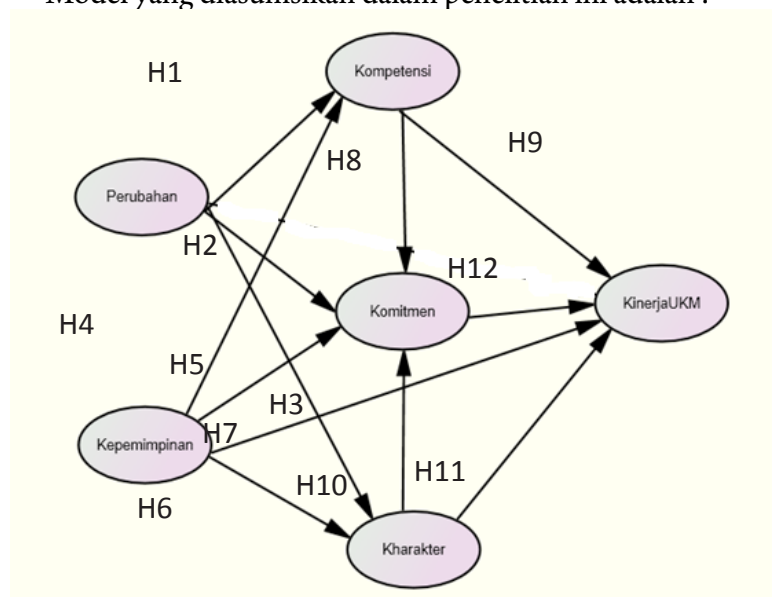 Model yang diasumsikan dalam penelitian ini adalah :
H1
Kompetensi
H9
H8
Perubahan
H2
H12
Komitmen
KinerjaUKM
H4
H5
H3
H7
Kepemimpinan
H10
H11
H6
Kharakter